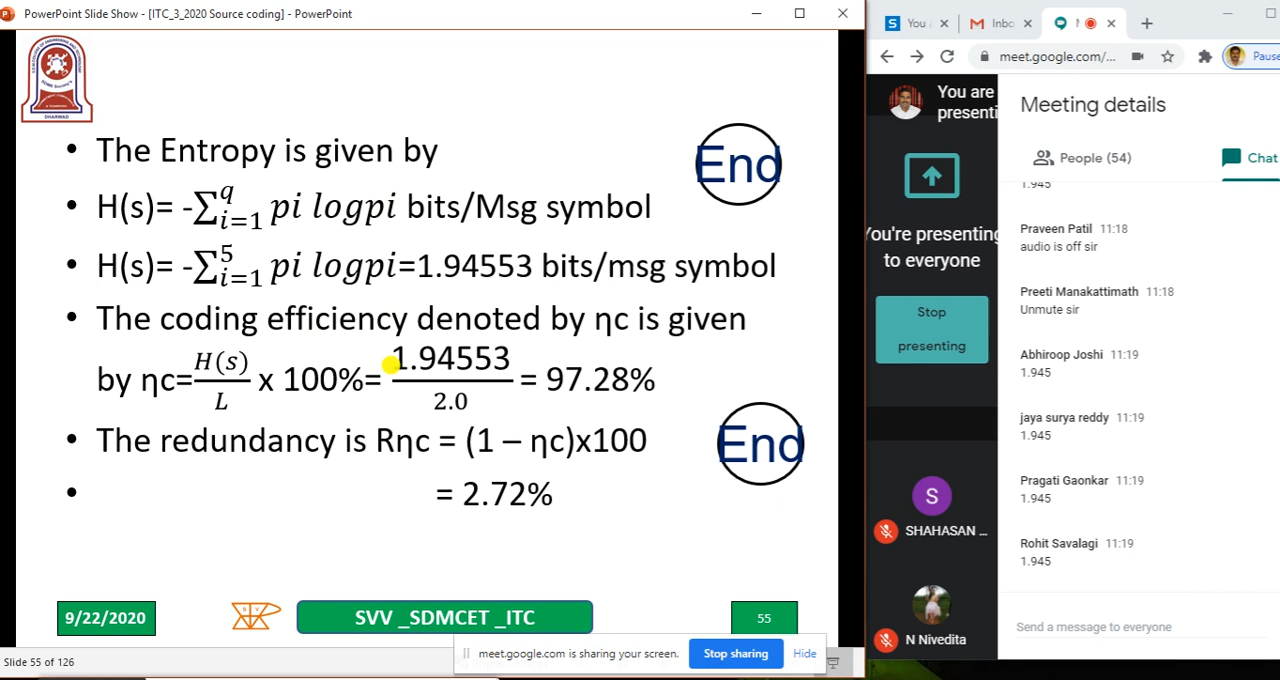 PowerPoint Slide Show - [ITC_3_2020 Source coding] - PowerPoint
DHARWAD
• The Entropy is given by
End
• H(s)= -∑_{i=1}^{q} pi logpi bits/Msg symbol
• H(s)= -∑_{i=1}^{5} pi logpi=1.94553 bits/msg symbol
• The coding efficiency denoted by ηc is given
by ηc=H(s)/L x 100%= 1.94553/2.0 = 97.28%
• The redundancy is Rηc = (1 – ηc)x100
End
• = 2.72%
9/22/2020
SVV _SDMCET _ITC
55
Slide 55 of 126
meet.google.com is sharing your screen.
Stop sharing
Hide
S
You
Inbo
meet.google.com/...
Pause
You are
presenti
You're presenting
to everyone
Stop
presenting
S
SHAHASAN ...
N Nivedita
Meeting details
People (54)
Chat
1.945
Praveen Patil 11:18
audio is off sir
Preeti Manakattimath 11:18
Unmute sir
Abhiroop Joshi 11:19
1.945
jaya surya reddy 11:19
1.945
Pragati Gaonkar 11:19
1.945
Rohit Savalagi 11:19
1.945
Send a message to everyone